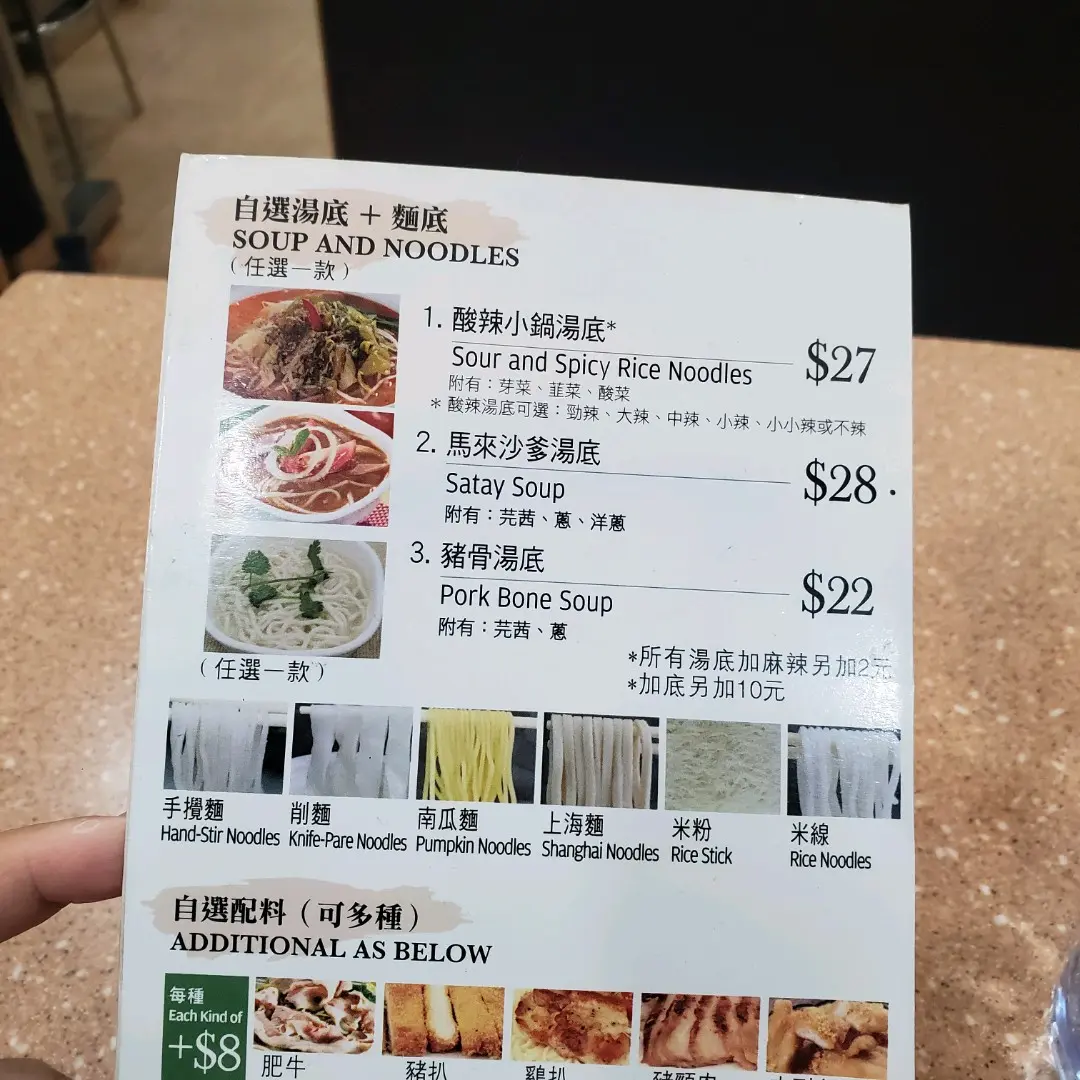 自選湯底 + 麵底
SOUP AND NOODLES
(任選一款)
1. 酸辣小鍋湯底*
Sour and Spicy Rice Noodles
$27
附有：芽菜、韮菜、酸菜
* 酸辣湯底可選：勁辣、大辣、中辣、小辣、小小辣或不辣
2. 馬來沙爹湯底
Satay Soup
$28
附有：芫茜、蔥、洋蔥
3. 豬骨湯底
Pork Bone Soup
$22
附有：芫茜、蔥
*所有湯底加麻辣另加2元
*加底另加10元
(任選一款)
手攪麵
Hand-Stir Noodles
削麵
Knife-Pare Noodles
南瓜麵
Pumpkin Noodles
上海麵
Shanghai Noodles
米粉
Rice Stick
米線
Rice Noodles
自選配料（可多種）
ADDITIONAL AS BELOW
每種
Each Kind of
+$8
肥牛
豬扒
雞扒